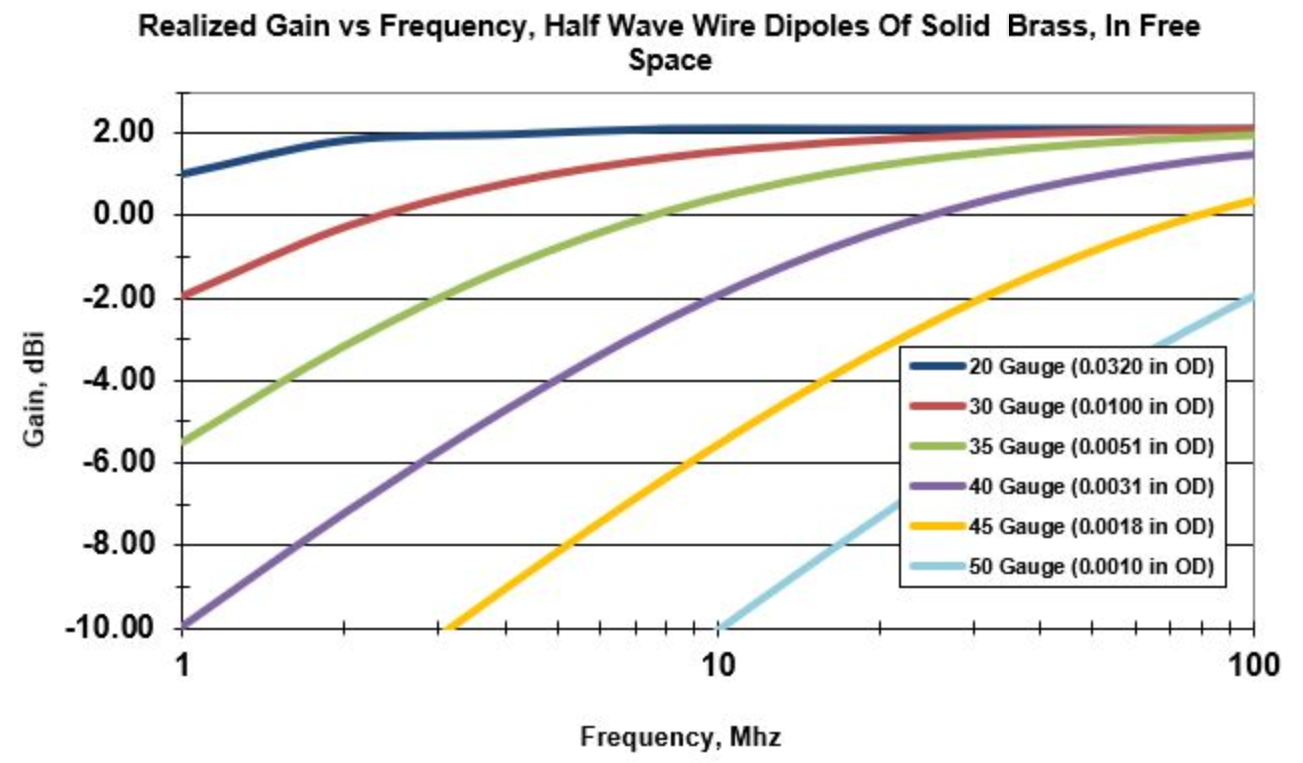 Realized Gain vs Frequency, Half Wave Wire Dipoles Of Solid Brass, In Free
Space
2.00
0.00
-2.00
-4.00
-6.00
-8.00
-10.00
Gain, dBi
20 Gauge (0.0320 in OD)
30 Gauge (0.0100 in OD)
35 Gauge (0.0051 in OD)
40 Gauge (0.0031 in OD)
45 Gauge (0.0018 in OD)
50 Gauge (0.0010 in OD)
1 10 100
Frequency, Mhz